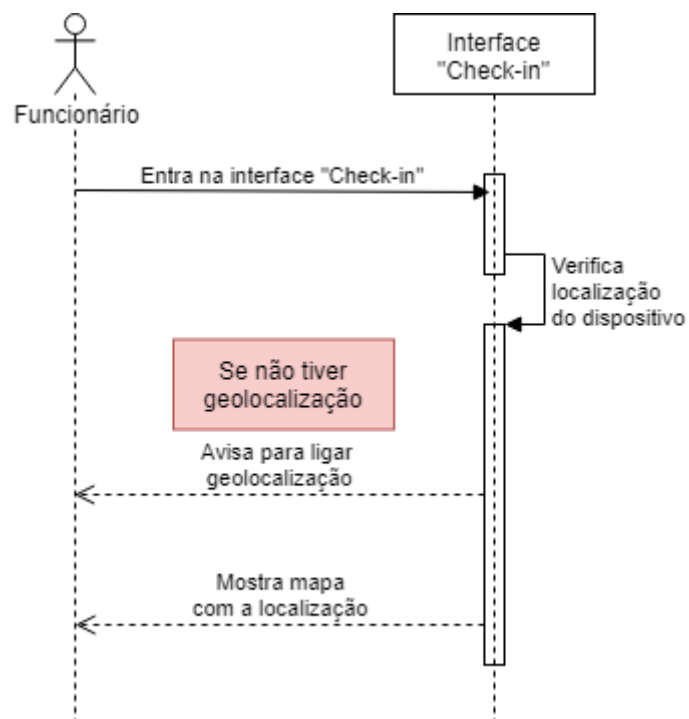 Funcionário
Interface
"Check-in"
Entra na interface "Check-in"
Verifica
localização
do dispositivo
Se não tiver
geolocalização
Avisa para ligar
geolocalização
Mostra mapa
com a localização